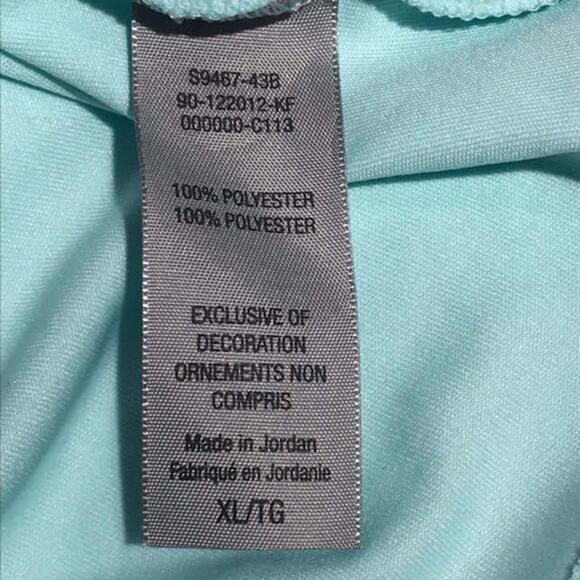 S9467-43B
90-122012-KF
000000-C113
100% POLYESTER
100% POLYESTER
EXCLUSIVE OF
DECORATION
ORNEMENTS NON
COMPRIS
Made in Jordan
Fabriqué en Jordanie
XL/TG